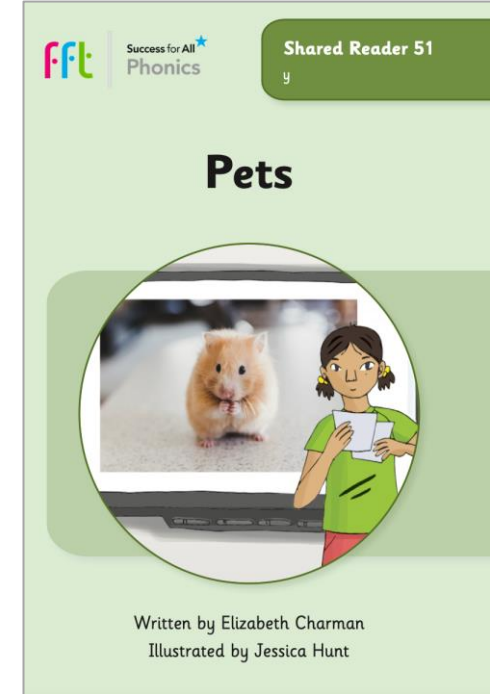 fft
Success for All
Phonics
Shared Reader 51
y
Pets
Written by Elizabeth Charman
Illustrated by Jessica Hunt